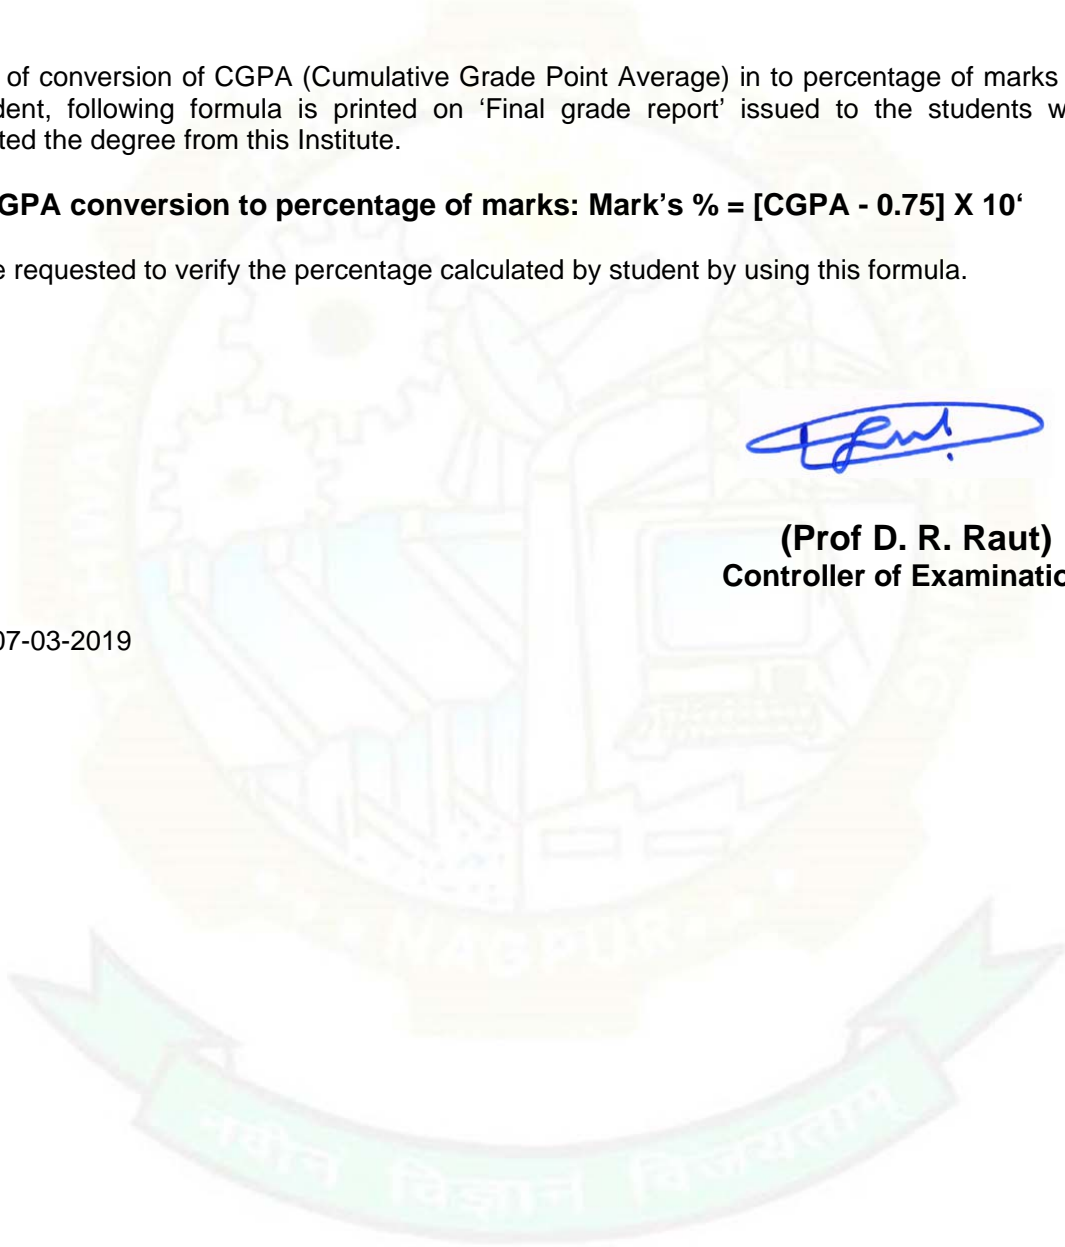 of conversion of CGPA (Cumulative Grade Point Average) in to percentage of marks
dent, following formula is printed on ‘Final grade report’ issued to the students w
ted the degree from this Institute.
GPA conversion to percentage of marks: Mark’s % = [CGPA - 0.75] X 10‘
e requested to verify the percentage calculated by student by using this formula.
(Prof D. R. Raut)
Controller of Examinatio
07-03-2019
NAGPUR
नवीन विज्ञानं विजयताम्